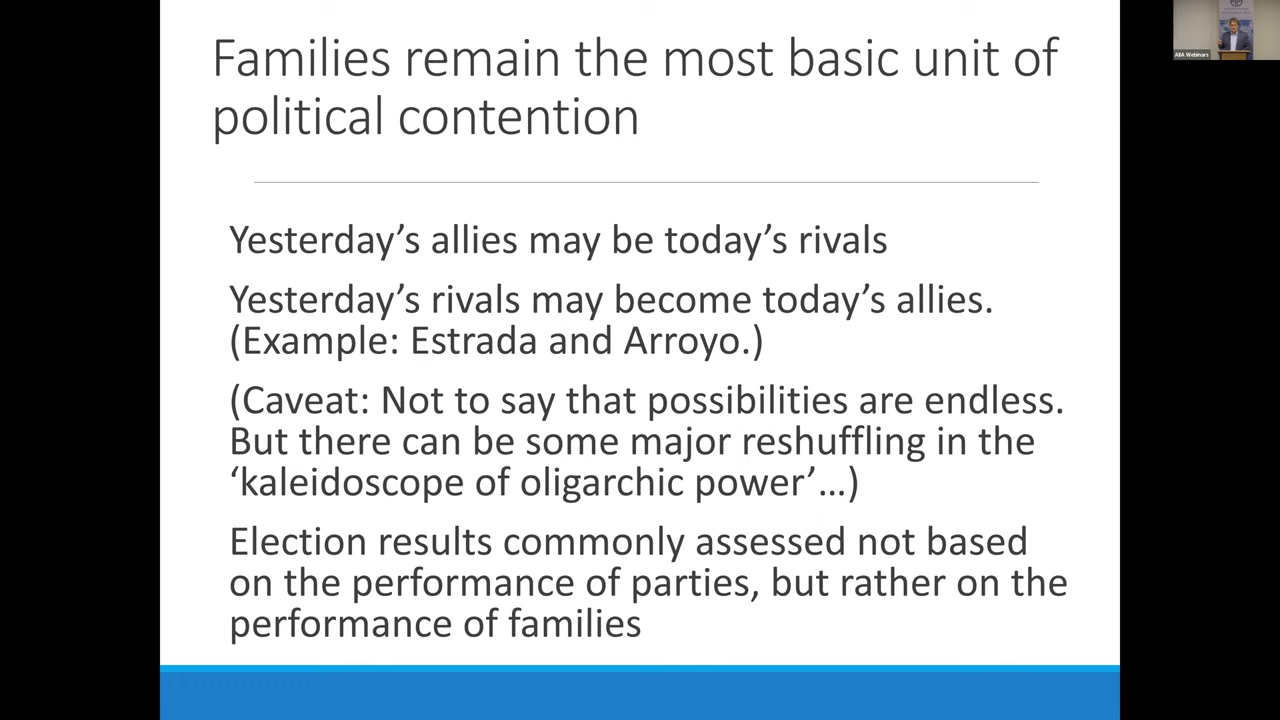 Families remain the most basic unit of
political contention
Yesterday’s allies may be today’s rivals
Yesterday’s rivals may become today’s allies.
(Example: Estrada and Arroyo.)
(Caveat: Not to say that possibilities are endless.
But there can be some major reshuffling in the
‘kaleidoscope of oligarchic power’…)
Election results commonly assessed not based
on the performance of parties, but rather on the
performance of families
AIIA Webinars